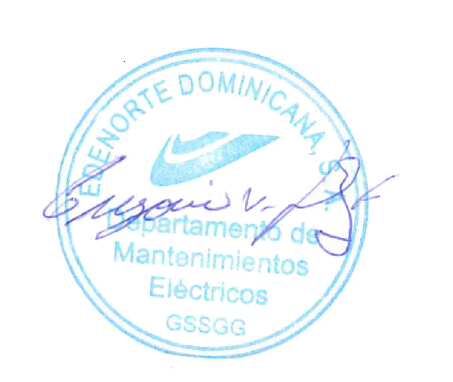 EDENORTE DOMINICANA, S.A.
Departamento de
Mantenimientos
Eléctricos
GSSGG